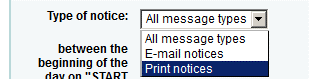 Type of notice: All message types
All message types
between the E-mail notices
beginning of the Print notices
day on "START